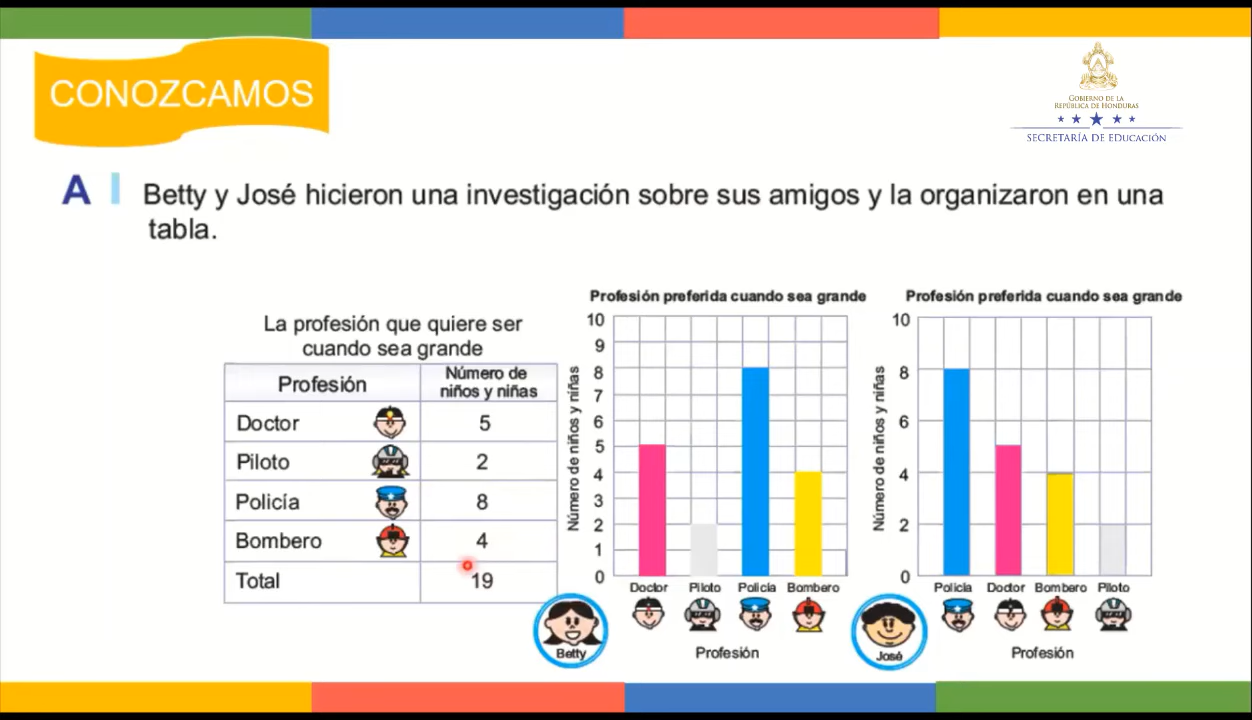 CONOZCAMOS
GOBIERNO DE LA
REPÚBLICA DE HONDURAS
SECRETARÍA DE EDUCACIÓN
A 1 Betty y José hicieron una investigación sobre sus amigos y la organizaron en una
tabla.
La profesión que quiere ser
cuando sea grande
Profesión Número de niños y niñas
Doctor 5
Piloto 2
Policía 8
Bombero 4
Total 19
Profesión preferida cuando sea grande
Número de niños y niñas
10
9
8
7
6
5
4
3
2
1
0
Doctor Piloto Policía Bombero
Betty
Profesión
Profesión preferida cuando sea grande
Número de niños y niñas
10
8
6
4
2
0
Policía Doctor Bombero Piloto
José
Profesión